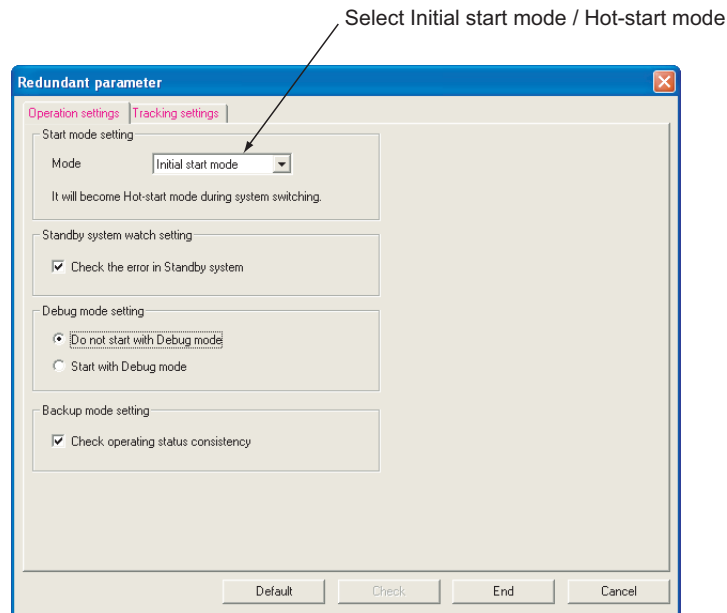 Select Initial start mode / Hot-start mode
Redundant parameter
Operation settings Tracking settings
Start mode setting
Mode Initial start mode
It will become Hot-start mode during system switching.
Standby system watch setting
Check the error in Standby system
Debug mode setting
Do not start with Debug mode
Start with Debug mode
Backup mode setting
Check operating status consistency
Default Check End Cancel